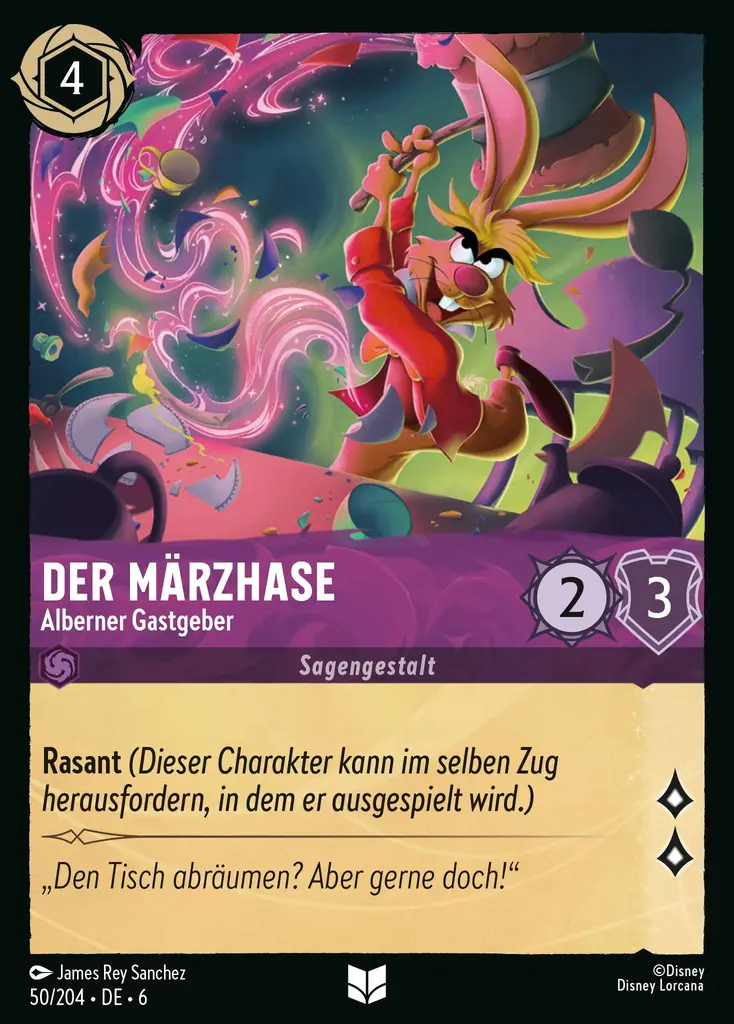 4
DER MÄRZHASE
Alberner Gastgeber
2
3
Sagengestalt
Rasant (Dieser Charakter kann im selben Zug
herausfordern, in dem er ausgespielt wird.)
„Den Tisch abräumen? Aber gerne doch!“
James Rey Sanchez
50/204 • DE • 6
©Disney
Disney Lorcana